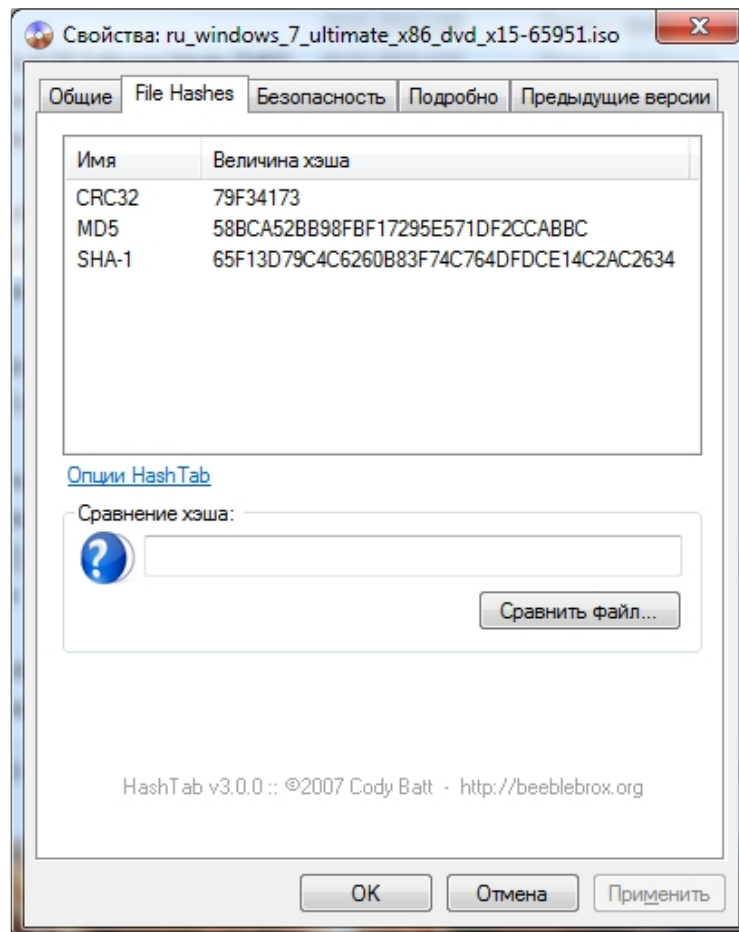 Свойства: ru_windows_7_ultimate_x86_dvd_x15-65951.iso
Общие File Hashes Безопасность Подробно Предыдущие версии
Имя Величина хэша
CRC32 79F34173
MD5 58BCA52BB98FBF17295E571DF2CCABBC
SHA-1 65F13D79C4C6260B83F74C764DFDCE14C2AC2634
Опции HashTab
Сравнение хэша:
Сравнить файл...
HashTab v3.0.0 :: ©2007 Cody Batt - http://beeblebrox.org
OK Отмена Применить